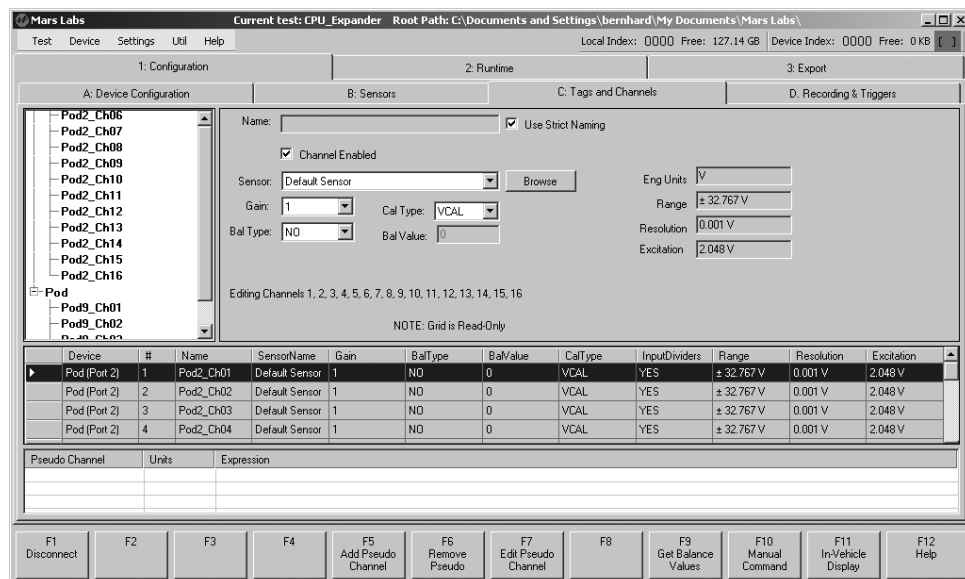 Mars Labs Current test: CPU_Expander Root Path: C:\Documents and Settings\bernhard\My Documents\Mars Labs\
Test Device Settings Util Help Local Index: 0000 Free: 127.14 GB Device Index: 0000 Free: 0 KB [ ]
1: Configuration 2: Runtime 3: Export
A: Device Configuration B: Sensors C: Tags and Channels D. Recording & Triggers
Pod2_Ch06
Pod2_Ch07
Pod2_Ch08
Pod2_Ch09
Pod2_Ch10
Pod2_Ch11
Pod2_Ch12
Pod2_Ch13
Pod2_Ch14
Pod2_Ch15
Pod2_Ch16
Pod
Pod9_Ch01
Pod9_Ch02
Name: Use Strict Naming
Channel Enabled
Sensor: Default Sensor Browse
Gain: 1 Cal Type: VCAL
Bal Type: NO Bal Value: 0
Eng Units V
Range ± 32.767 V
Resolution 0.001 V
Excitation 2.048 V
Editing Channels 1, 2, 3, 4, 5, 6, 7, 8, 9, 10, 11, 12, 13, 14, 15, 16
NOTE: Grid is Read-Only
Device # Name SensorName Gain BalType BalValue CalType InputDividers Range Resolution Excitation
Pod (Port 2) 1 Pod2_Ch01 Default Sensor 1 NO 0 VCAL YES ± 32.767 V 0.001 V 2.048 V
Pod (Port 2) 2 Pod2_Ch02 Default Sensor 1 NO 0 VCAL YES ± 32.767 V 0.001 V 2.048 V
Pod (Port 2) 3 Pod2_Ch03 Default Sensor 1 NO 0 VCAL YES ± 32.767 V 0.001 V 2.048 V
Pod (Port 2) 4 Pod2_Ch04 Default Sensor 1 NO 0 VCAL YES ± 32.767 V 0.001 V 2.048 V
Pseudo Channel Units Expression
F1 F2 F3 F4 F5 F6 F7 F8 F9 F10 F11 F12
Disconnect Add Pseudo Remove Edit Pseudo Get Balance Manual In-Vehicle Help
Channel Pseudo Channel Values Command Display